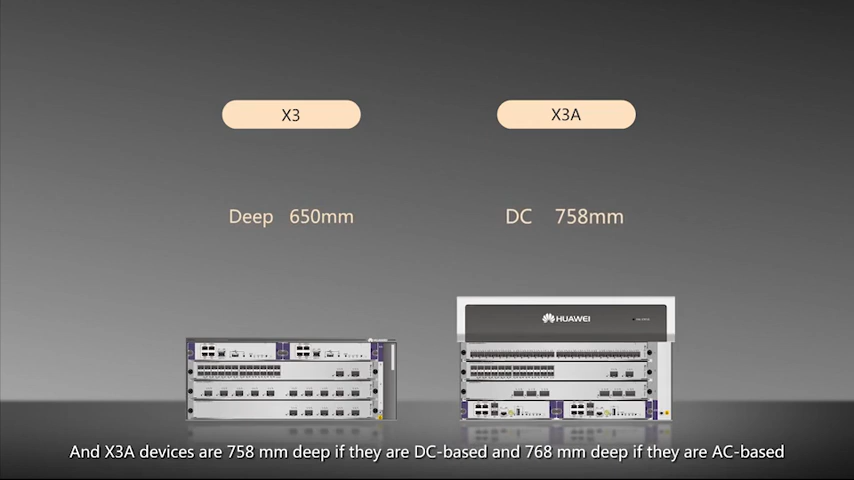 X3
X3A
Deep 650mm
DC 758mm
HUAWEI
And X3A devices are 758 mm deep if they are DC-based and 768 mm deep if they are AC-based